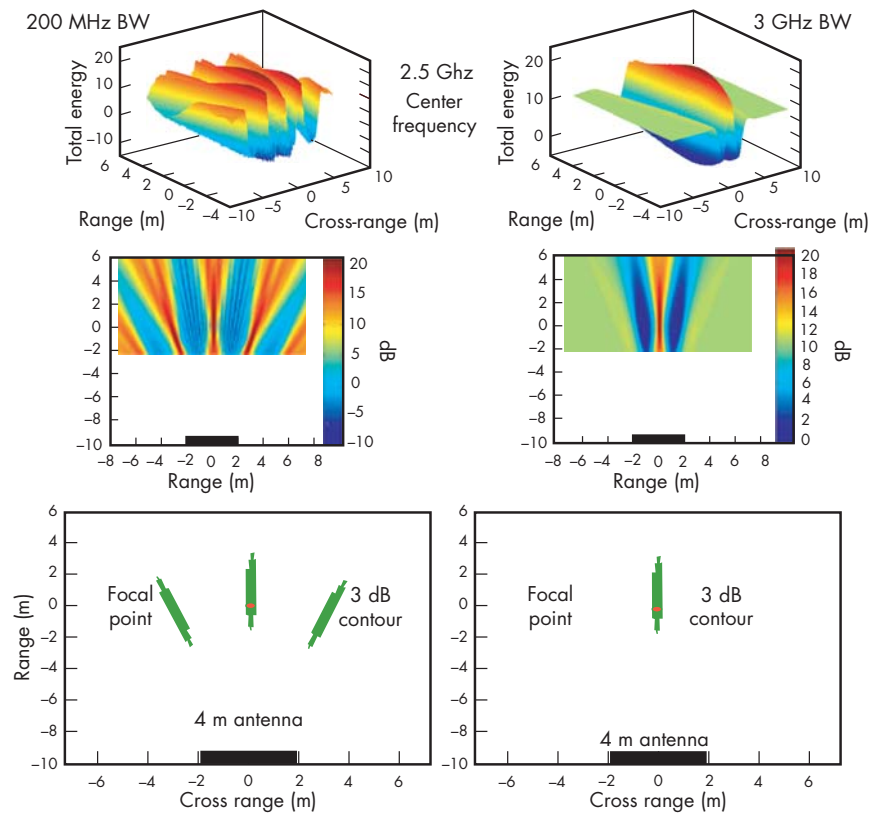 200 MHz BW
3 GHz BW
2.5 Ghz
Center
frequency
Total energy
20
10
0
–10
6
4
2
0
–2
–4
–10
–5
0
5
10
Range (m)
Cross-range (m)
Total energy
20
10
0
6
4
2
0
–2
–4
–10
–5
0
5
10
Range (m)
Cross-range (m)
6
4
2
0
–2
–4
–6
–8
–10
–8 –6 –4 –2 0 2 4 6 8
Range (m)
20
15
10
5
0
–5
–10
dB
6
4
2
0
–2
–4
–6
–8
–10
–8 –6 –4 –2 0 2 4 6 8
Range (m)
20
18
16
14
12
10
8
6
4
2
0
dB
Range (m)
6
4
2
0
–2
–4
–6
–8
–10
Focal
point
3 dB
contour
4 m antenna
–6 –4 –2 0 2 4 6
Cross range (m)
6
4
2
0
–2
–4
–6
–8
–10
Focal
point
3 dB
contour
4 m antenna
–6 –4 –2 0 2 4 6
Cross range (m)